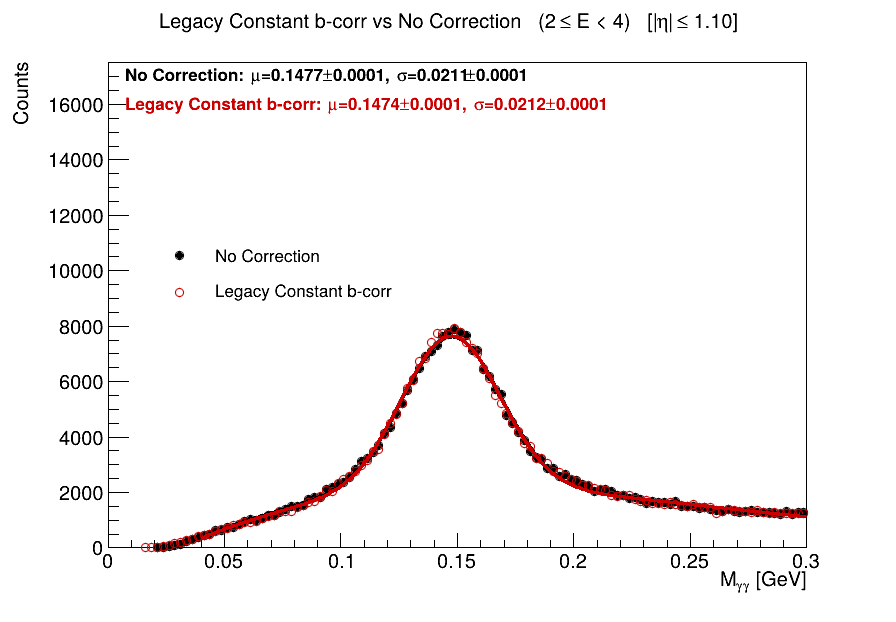 Legacy Constant b-corr vs No Correction (2 ≤ E < 4) [|η| ≤ 1.10]
Counts
No Correction: μ=0.1477±0.0001, σ=0.0211±0.0001
Legacy Constant b-corr: μ=0.1474±0.0001, σ=0.0212±0.0001
16000
14000
12000
10000
8000
6000
4000
2000
0
No Correction
Legacy Constant b-corr
0 0.05 0.1 0.15 0.2 0.25 0.3
Mγγ [GeV]